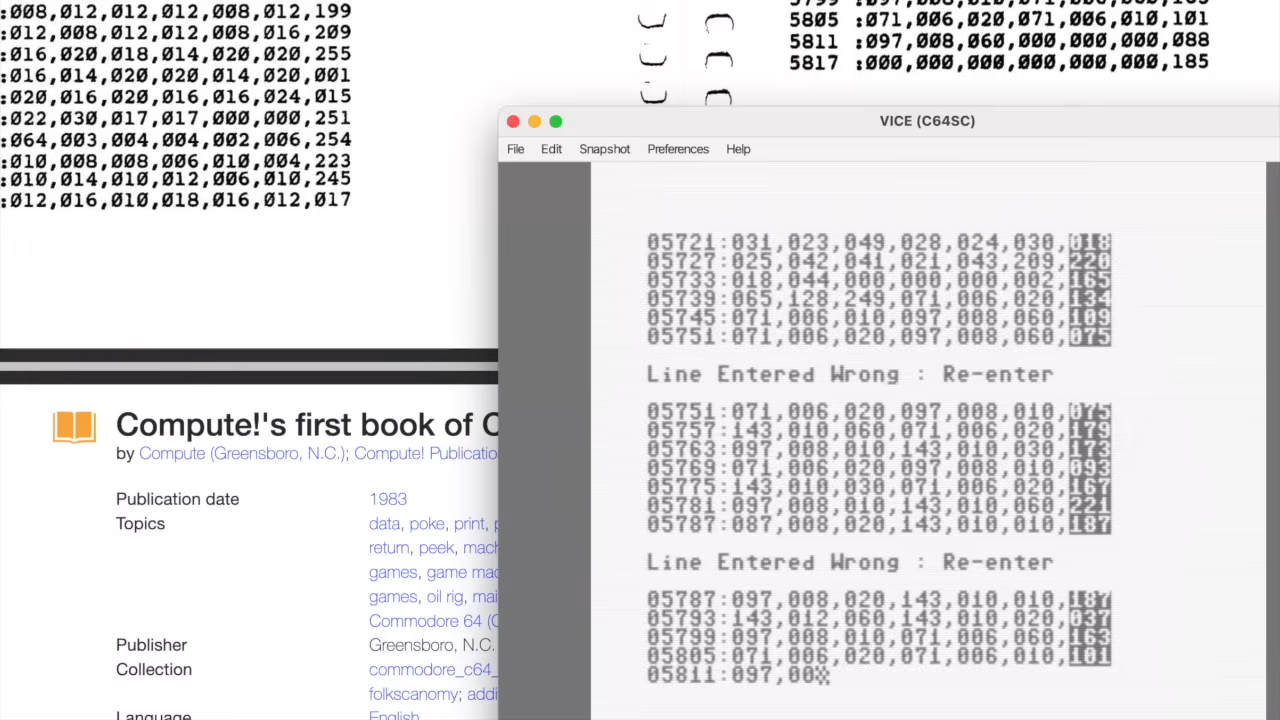 :008,012,012,012,008,012,199
:012,008,012,012,008,016,209
:016,020,018,014,020,020,255
:016,014,020,020,014,020,001
:020,016,020,016,016,024,015
:022,030,017,017,000,000,251
:064,003,004,004,002,006,254
:010,008,008,006,010,004,223
:010,014,010,012,006,010,245
:012,016,010,018,016,012,017
5805 :071,006,020,071,006,010,101
5811 :097,008,060,000,000,000,088
5817 :000,000,000,000,000,000,185
Compute!'s first book of C
by Compute (Greensboro, N.C.); Compute! Publicatio
Publication date 1983
Topics data, poke, print, p
return, peek, mach
games, game mac
games, oil rig, mai
Commodore 64 (C
Publisher Greensboro, N.C.
Collection commodore_c64_
folkscanomy; addi
Language English
VICE (C64SC)
File Edit Snapshot Preferences Help
05721:031,023,049,028,024,030,018
05727:025,042,041,021,043,209,220
05733:018,044,000,000,000,002,165
05739:065,128,249,071,006,020,134
05745:071,006,010,097,008,060,109
05751:071,006,020,097,008,060,075
Line Entered Wrong : Re-enter
05751:071,006,020,097,008,010,075
05757:143,010,060,071,006,020,179
05763:097,008,010,143,010,030,173
05769:071,006,020,097,008,010,093
05775:143,010,030,071,006,020,167
05781:097,008,010,143,010,060,221
05787:087,008,020,143,010,010,187
Line Entered Wrong : Re-enter
05787:097,008,020,143,010,010,187
05793:143,012,060,143,010,020,037
05799:097,008,010,071,006,060,163
05805:071,006,020,071,006,010,101
05811:097,00